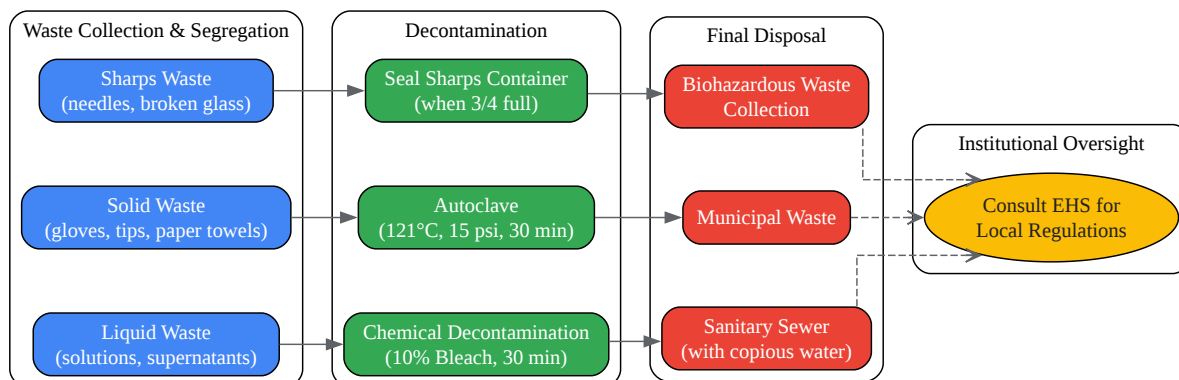 Waste Collection & Segregation
Sharps Waste
(needles, broken glass)
Solid Waste
(gloves, tips, paper towels)
Liquid Waste
(solutions, supernatants)
Decontamination
Seal Sharps Container
(when 3/4 full)
Autoclave
(121°C, 15 psi, 30 min)
Chemical Decontamination
(10% Bleach, 30 min)
Final Disposal
Biohazardous Waste
Collection
Municipal Waste
Sanitary Sewer
(with copious water)
Institutional Oversight
Consult EHS for
Local Regulations